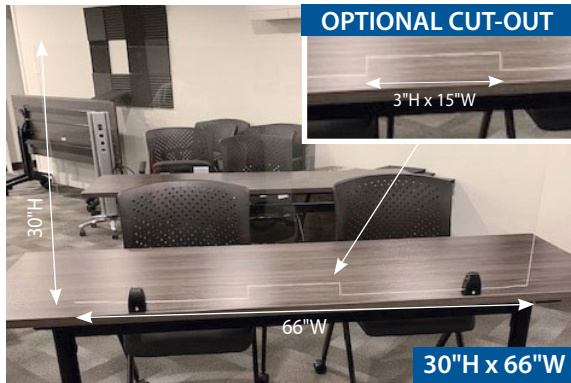 OPTIONAL CUT-OUT
3"H x 15"W
30"H
66"W
30"H x 66"W